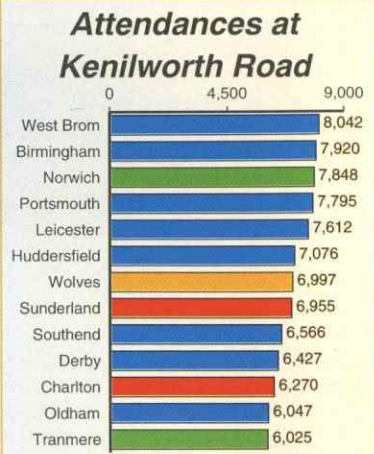 Attendances at
Kenilworth Road
0 4,500 9,000
West Brom 8,042
Birmingham 7,920
Norwich 7,848
Portsmouth 7,795
Leicester 7,612
Huddersfield 7,076
Wolves 6,997
Sunderland 6,955
Southend 6,566
Derby 6,427
Charlton 6,270
Oldham 6,047
Tranmere 6,025